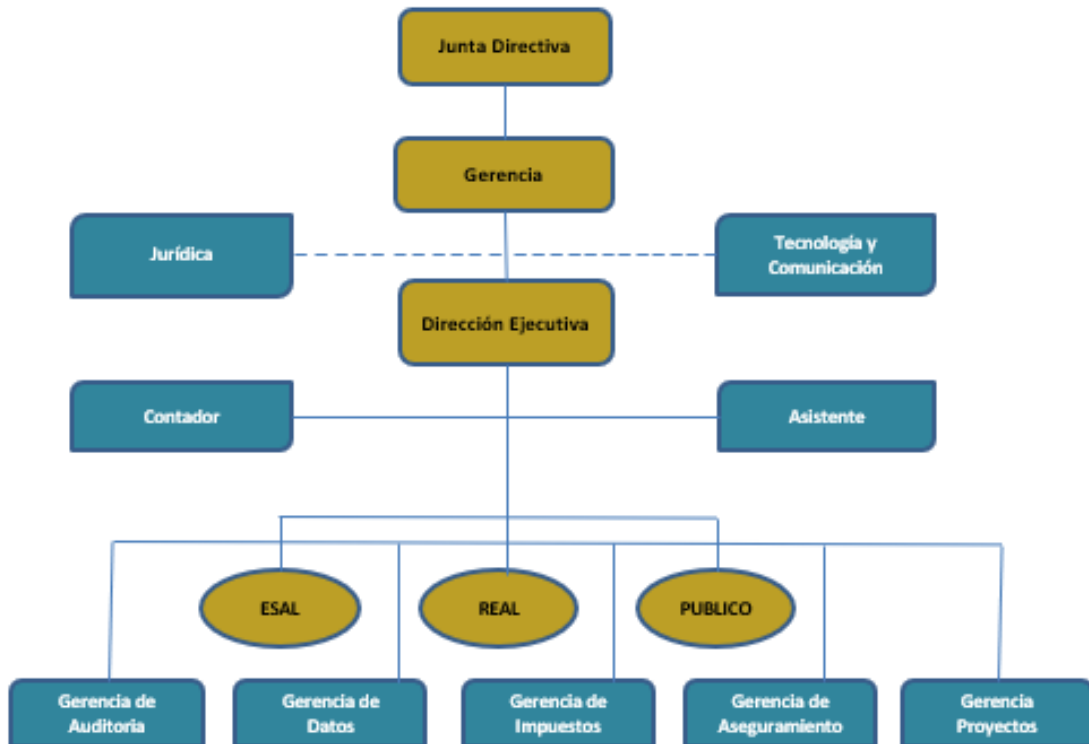 Junta Directiva
Gerencia
Jurídica
Tecnología y
Comunicación
Dirección Ejecutiva
Contador
Asistente
ESAL
REAL
PUBLICO
Gerencia de
Auditoria
Gerencia de
Datos
Gerencia de
Impuestos
Gerencia de
Aseguramiento
Gerencia
Proyectos